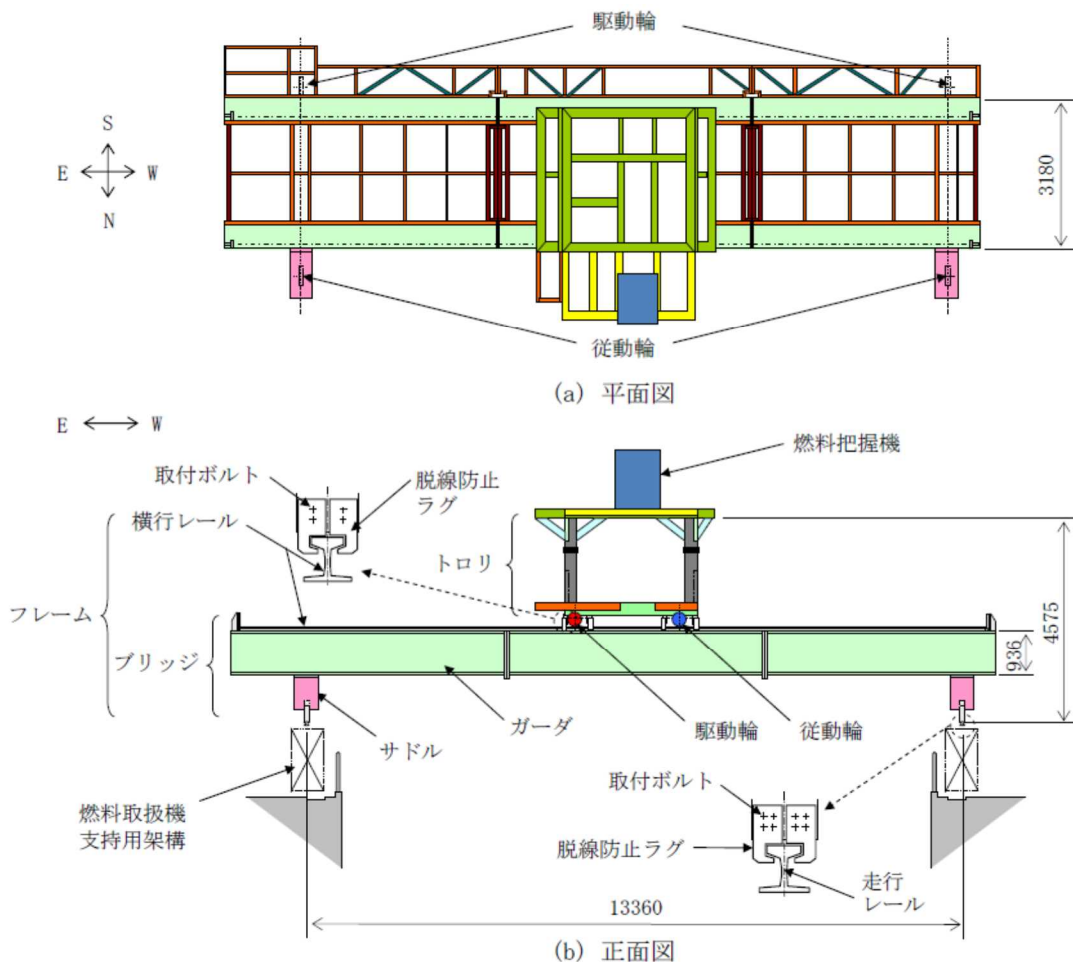 駆動輪
S
E W
N
3180
従動輪
(a) 平面図
E W
燃料把握機
取付ボルト
脱線防止
ラグ
横行レール
トロリ
フレーム
4575
ブリッジ
936
ガーダ
駆動輪
従動輪
サドル
燃料取扱機
支持用架構
取付ボルト
脱線防止ラグ
走行
レール
13360
(b) 正面図